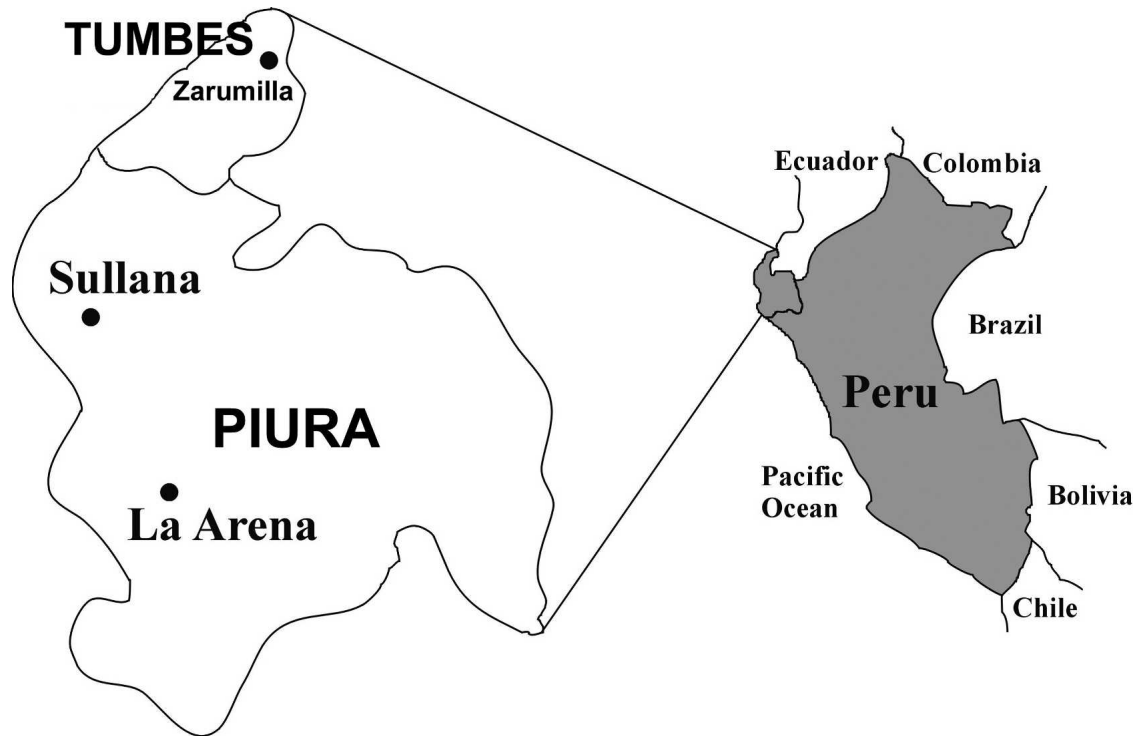 TUMBES
Zarumilla
Sullana
PIURA
La Arena
Ecuador
Colombia
Brazil
Peru
Pacific
Ocean
Bolivia
Chile